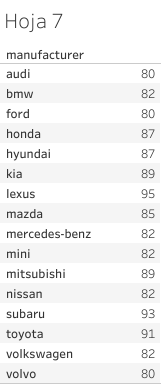 Hoja 7
manufacturer
audi 80
bmw 82
ford 80
honda 87
hyundai 87
kia 89
lexus 95
mazda 85
mercedes-benz 82
mini 82
mitsubishi 89
nissan 82
subaru 93
toyota 91
volkswagen 82
volvo 80